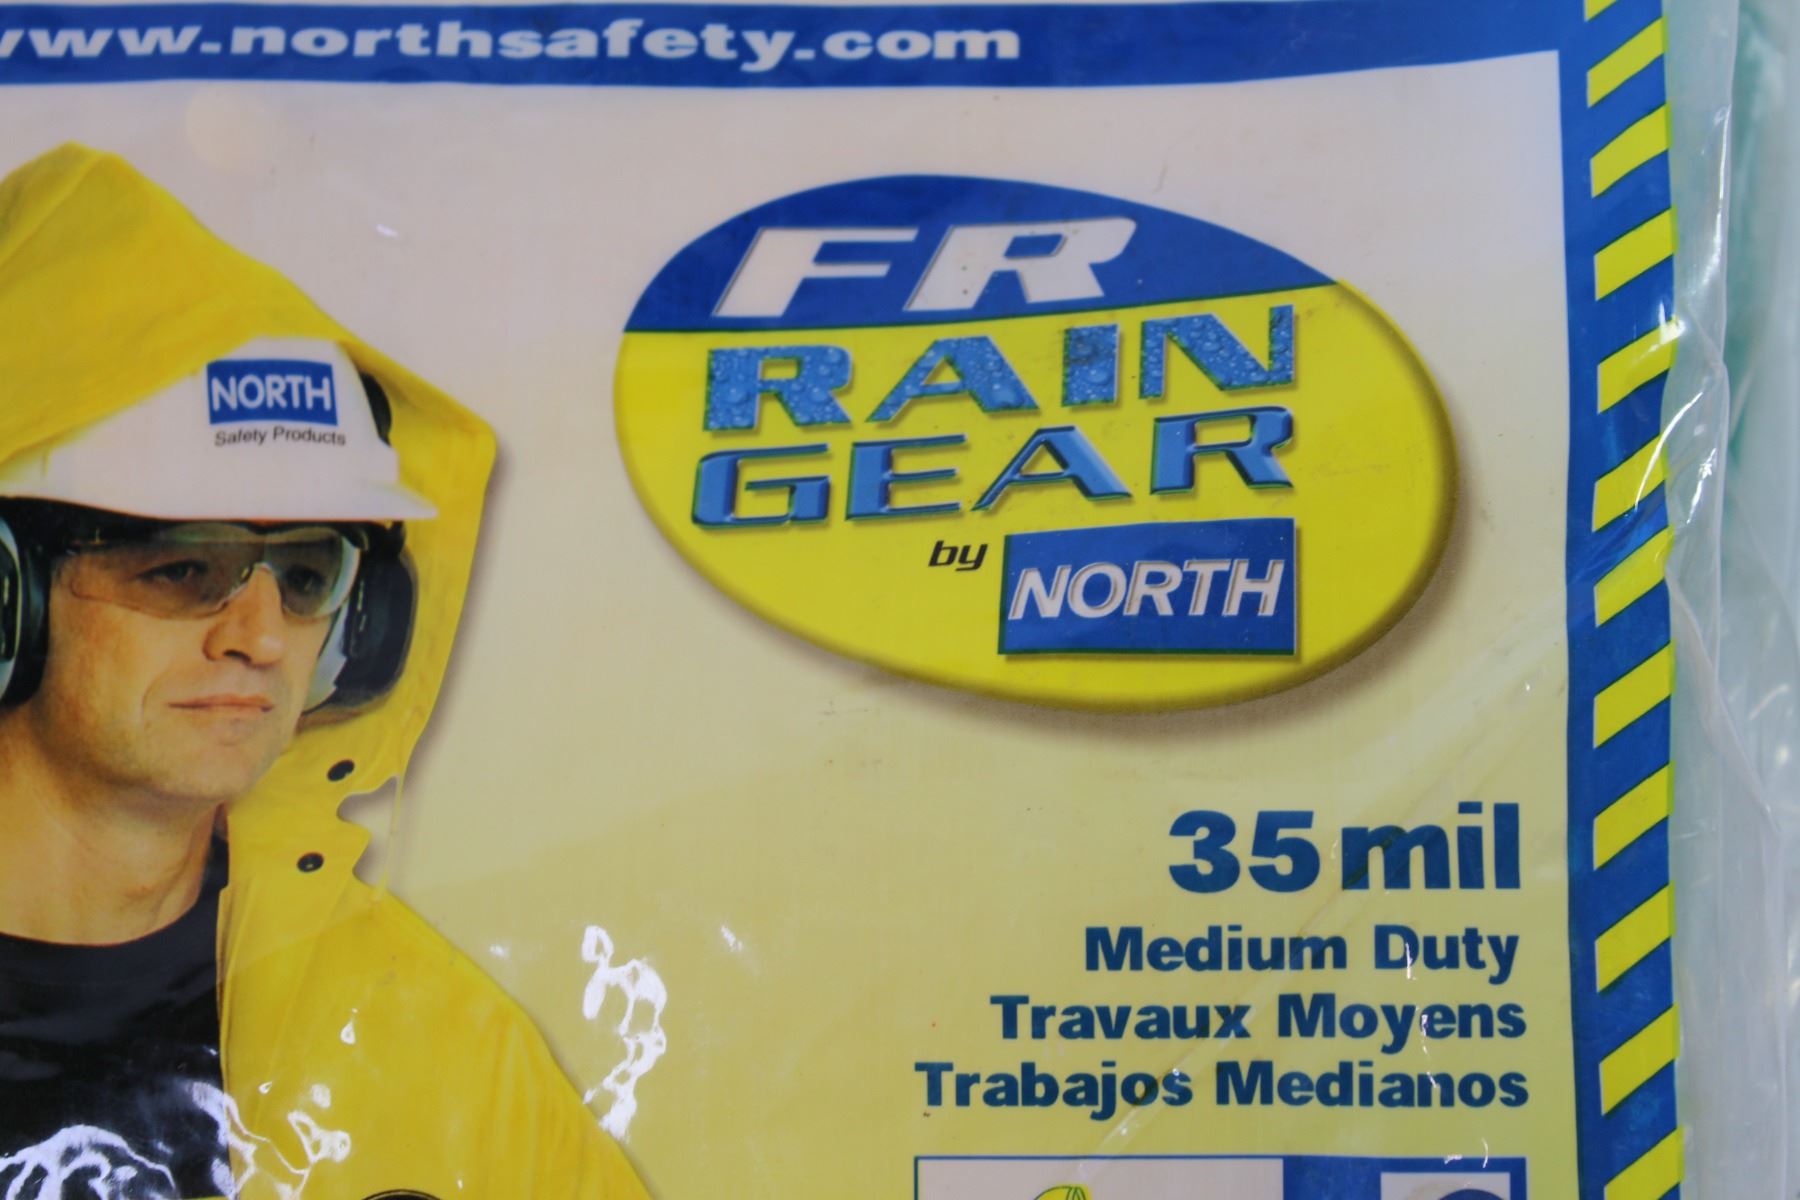 www.northsafety.com
NORTH
Safety Products
FR
RAIN
GEAR
by NORTH
35 mil
Medium Duty
Travaux Moyens
Trabajos Medianos